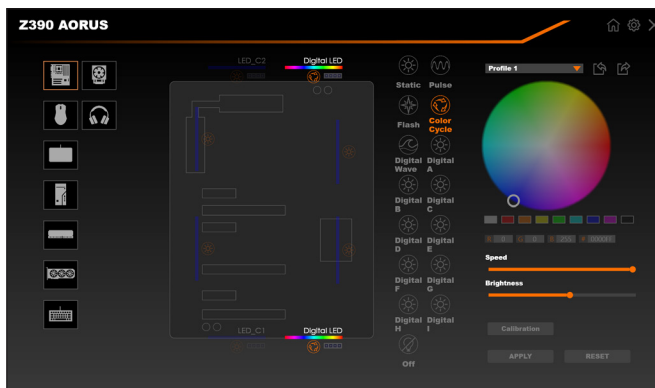 Z390 AORUS
LED_C2
Digital LED
Static
Pulse
Flash
Color
Cycle
Digital
Wave
Digital
A
Digital
B
Digital
C
Digital
D
Digital
E
Digital
F
Digital
G
Digital
H
Digital
I
Off
LED_C1
Digital LED
Profile 1
R 0 G 0 B 255 # 0000FF
Speed
Brightness
Calibration
APPLY
RESET